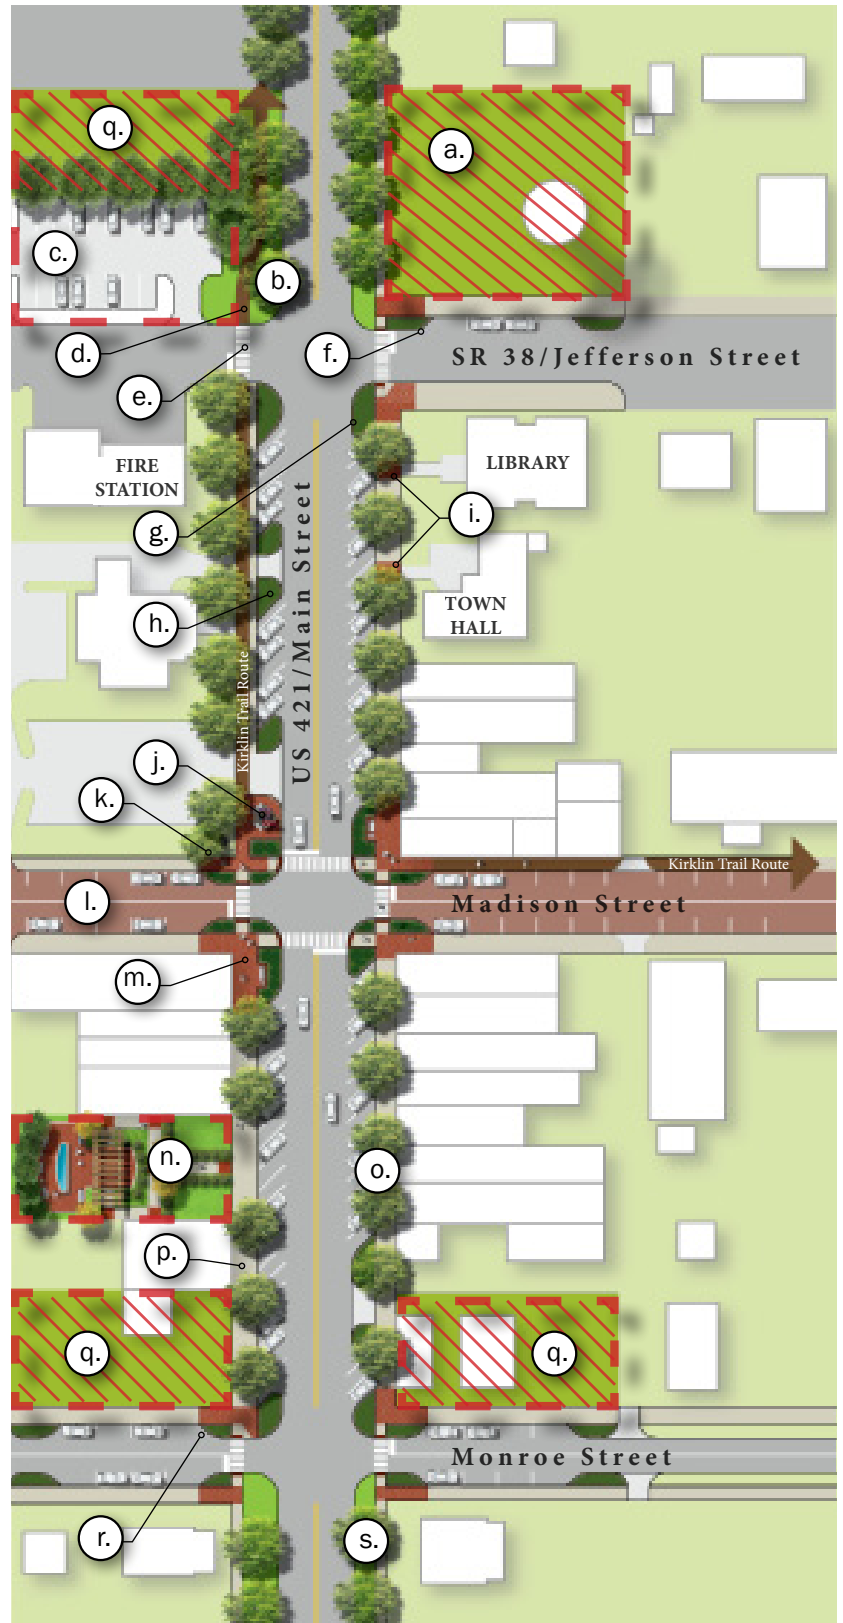 q.
a.
c.
b.
d.
f.
SR 38/Jefferson Street
e.
FIRE
STATION
LIBRARY
g.
i.
US 421/Main Street
h.
TOWN
HALL
Kirklin Trail Route
j.
k.
Kirklin Trail Route
l.
Madison Street
m.
n.
o.
p.
q.
q.
Monroe Street
r.
s.